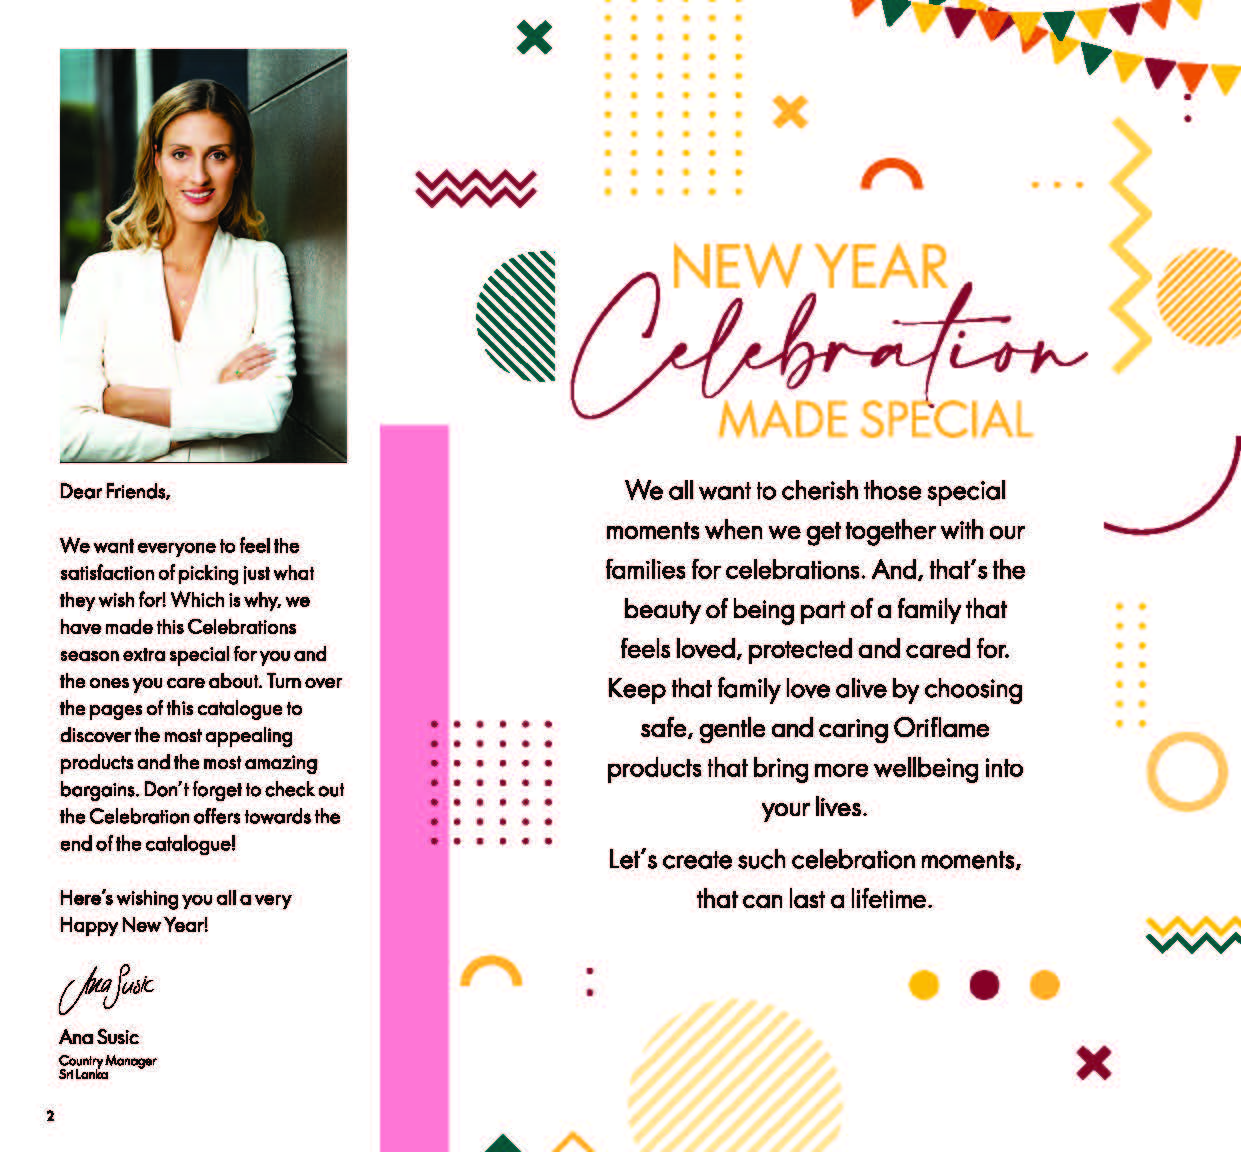 Dear Friends,
We want everyone to feel the
satisfaction of picking just what
they wish for! Which is why, we
have made this Celebrations
season extra special for you and
the ones you care about. Turn over
the pages of this catalogue to
discover the most appealing
products and the most amazing
bargains. Don't forget to check out
the Celebration offers towards the
end of the catalogue!
Here's wishing you all a very
Happy New Year!
Ana Susic
Ana Susic
Country Manager
Sri Lanka
2
NEW YEAR
Celebration
MADE SPECIAL
We all want to cherish those special
moments when we get together with our
families for celebrations. And, that's the
beauty of being part of a family that
feels loved, protected and cared for.
Keep that family love alive by choosing
safe, gentle and caring Oriflame
products that bring more wellbeing into
your lives.
Let's create such celebration moments,
that can last a lifetime.